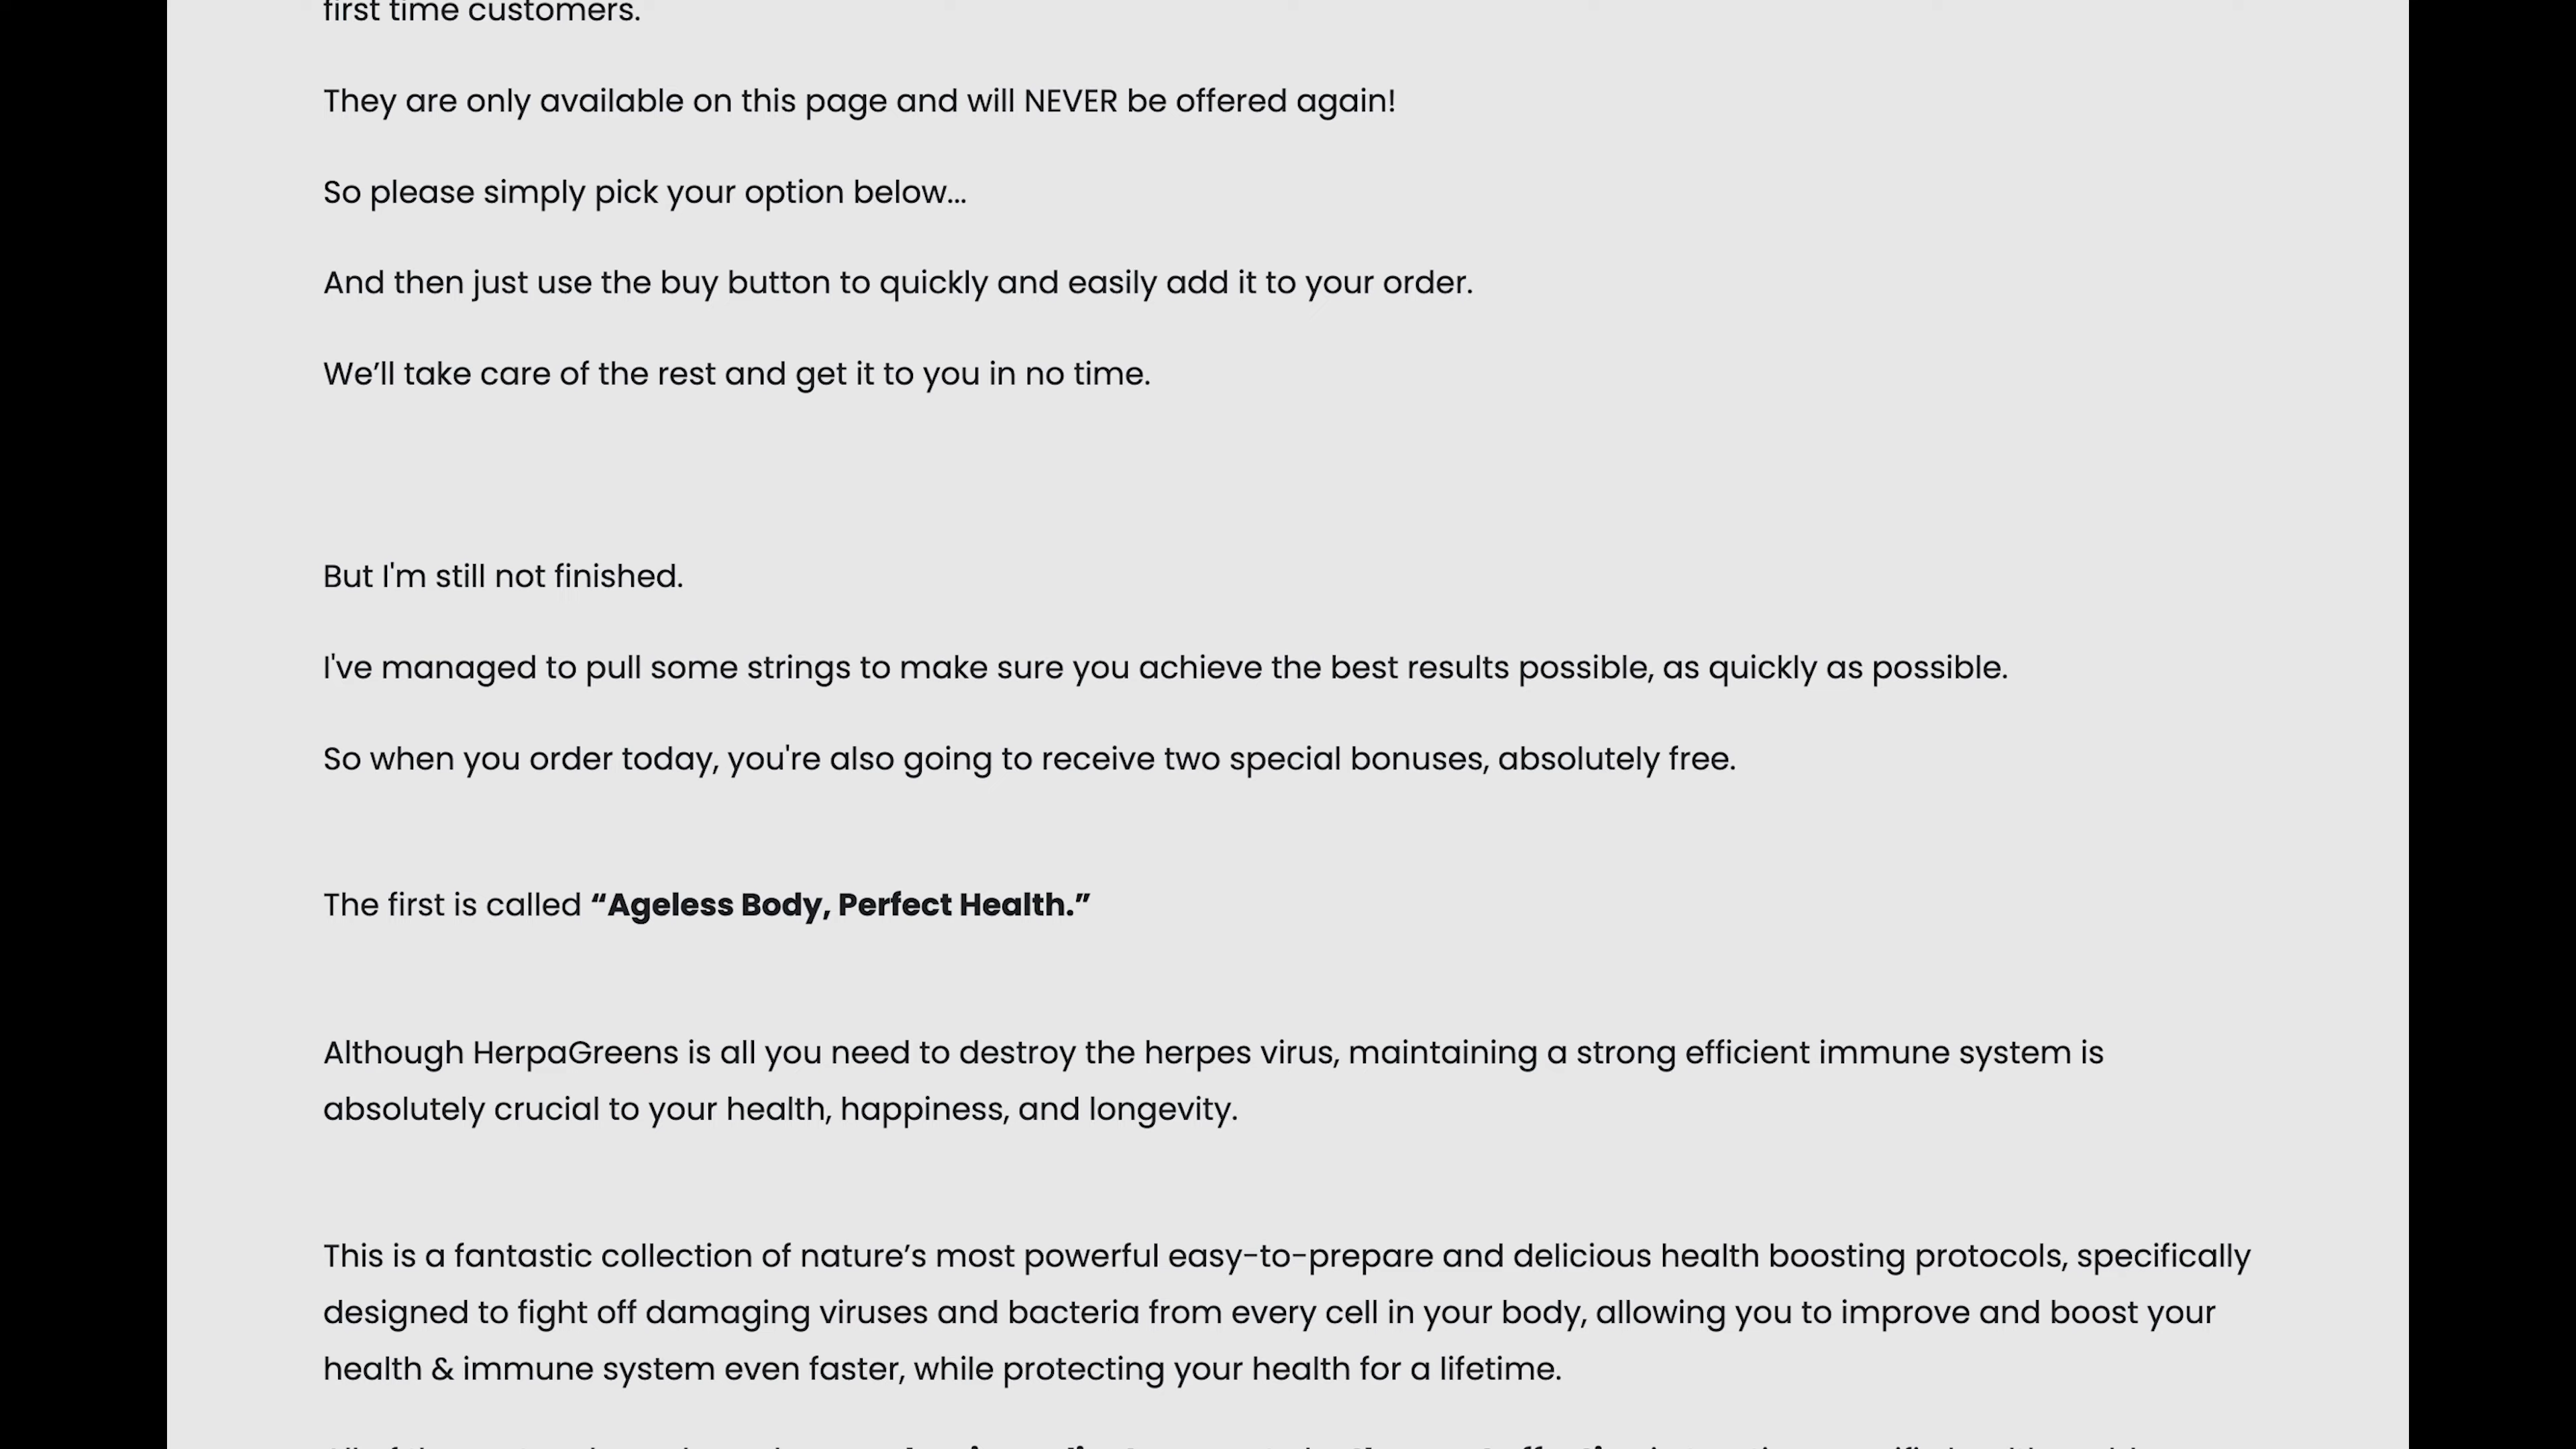 first time customers.
They are only available on this page and will NEVER be offered again!
So please simply pick your option below...
And then just use the buy button to quickly and easily add it to your order.
We’ll take care of the rest and get it to you in no time.
But I'm still not finished.
I've managed to pull some strings to make sure you achieve the best results possible, as quickly as possible.
So when you order today, you're also going to receive two special bonuses, absolutely free.
The first is called “Ageless Body, Perfect Health.”
Although HerpaGreens is all you need to destroy the herpes virus, maintaining a strong efficient immune system is
absolutely crucial to your health, happiness, and longevity.
This is a fantastic collection of nature’s most powerful easy-to-prepare and delicious health boosting protocols, specifically
designed to fight off damaging viruses and bacteria from every cell in your body, allowing you to improve and boost your
health & immune system even faster, while protecting your health for a lifetime.